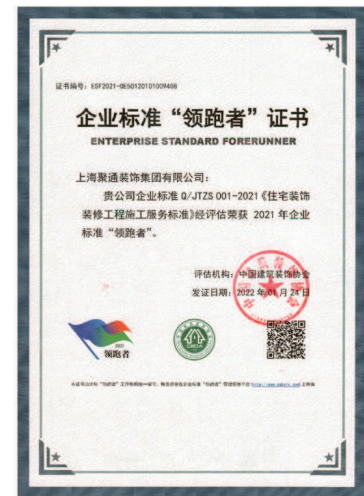 证书编号：ESF2021-0E50120101009408
企业标准“领跑者”证书
ENTERPRISE STANDARD FORERUNNER
上海聚通装饰集团有限公司：
贵公司企业标准 Q/JTZS 001-2021《住宅装饰
装修工程施工服务标准》经评估荣获 2021 年企业
标准“领跑者”。
评估机构：中国建筑装饰协会
发证日期：2022 年 01 月 24 日
2021
领跑者
CBDA